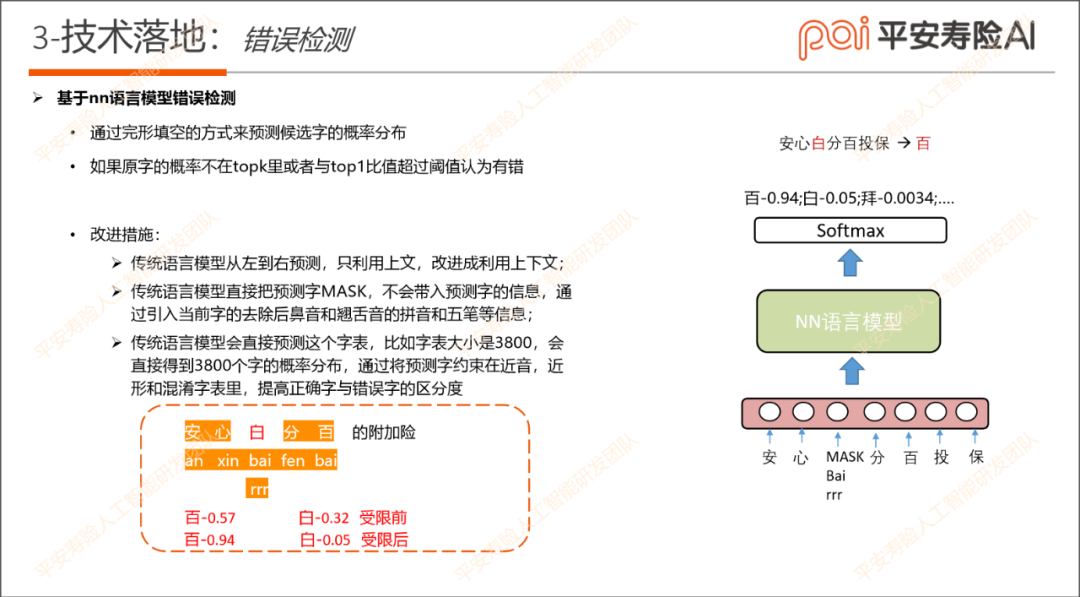 3-技术落地：错误检测
pai 平安寿险AI
➢ 基于nn语言模型错误检测
• 通过完形填空的方式来预测候选字的概率分布
• 如果原字的概率不在topk里或者与top1比值超过阈值认为有错
• 改进措施：
➢ 传统语言模型从左到右预测，只利用上文，改进成利用上下文；
➢ 传统语言模型直接把预测字MASK，不会带入预测字的信息，通
过引入当前字的去除后鼻音和翘舌音的拼音和五笔等信息；
➢ 传统语言模型会直接预测这个字表，比如字表大小是3800，会
直接得到3800个字的概率分布，通过将预测字约束在近音，近
形和混淆字表里，提高正确字与错误字的区分度
安 心 白 分 百 的附加险
an xin bai fen bai
rrr
百-0.57 白-0.32 受限前
百-0.94 白-0.05 受限后
安心白分百投保 → 百
百-0.94;白-0.05;拜-0.0034;....
Softmax
NN语言模型
安 心 MASK 分 百 投 保
Bai
rrr
平安寿险人工智能研发团队